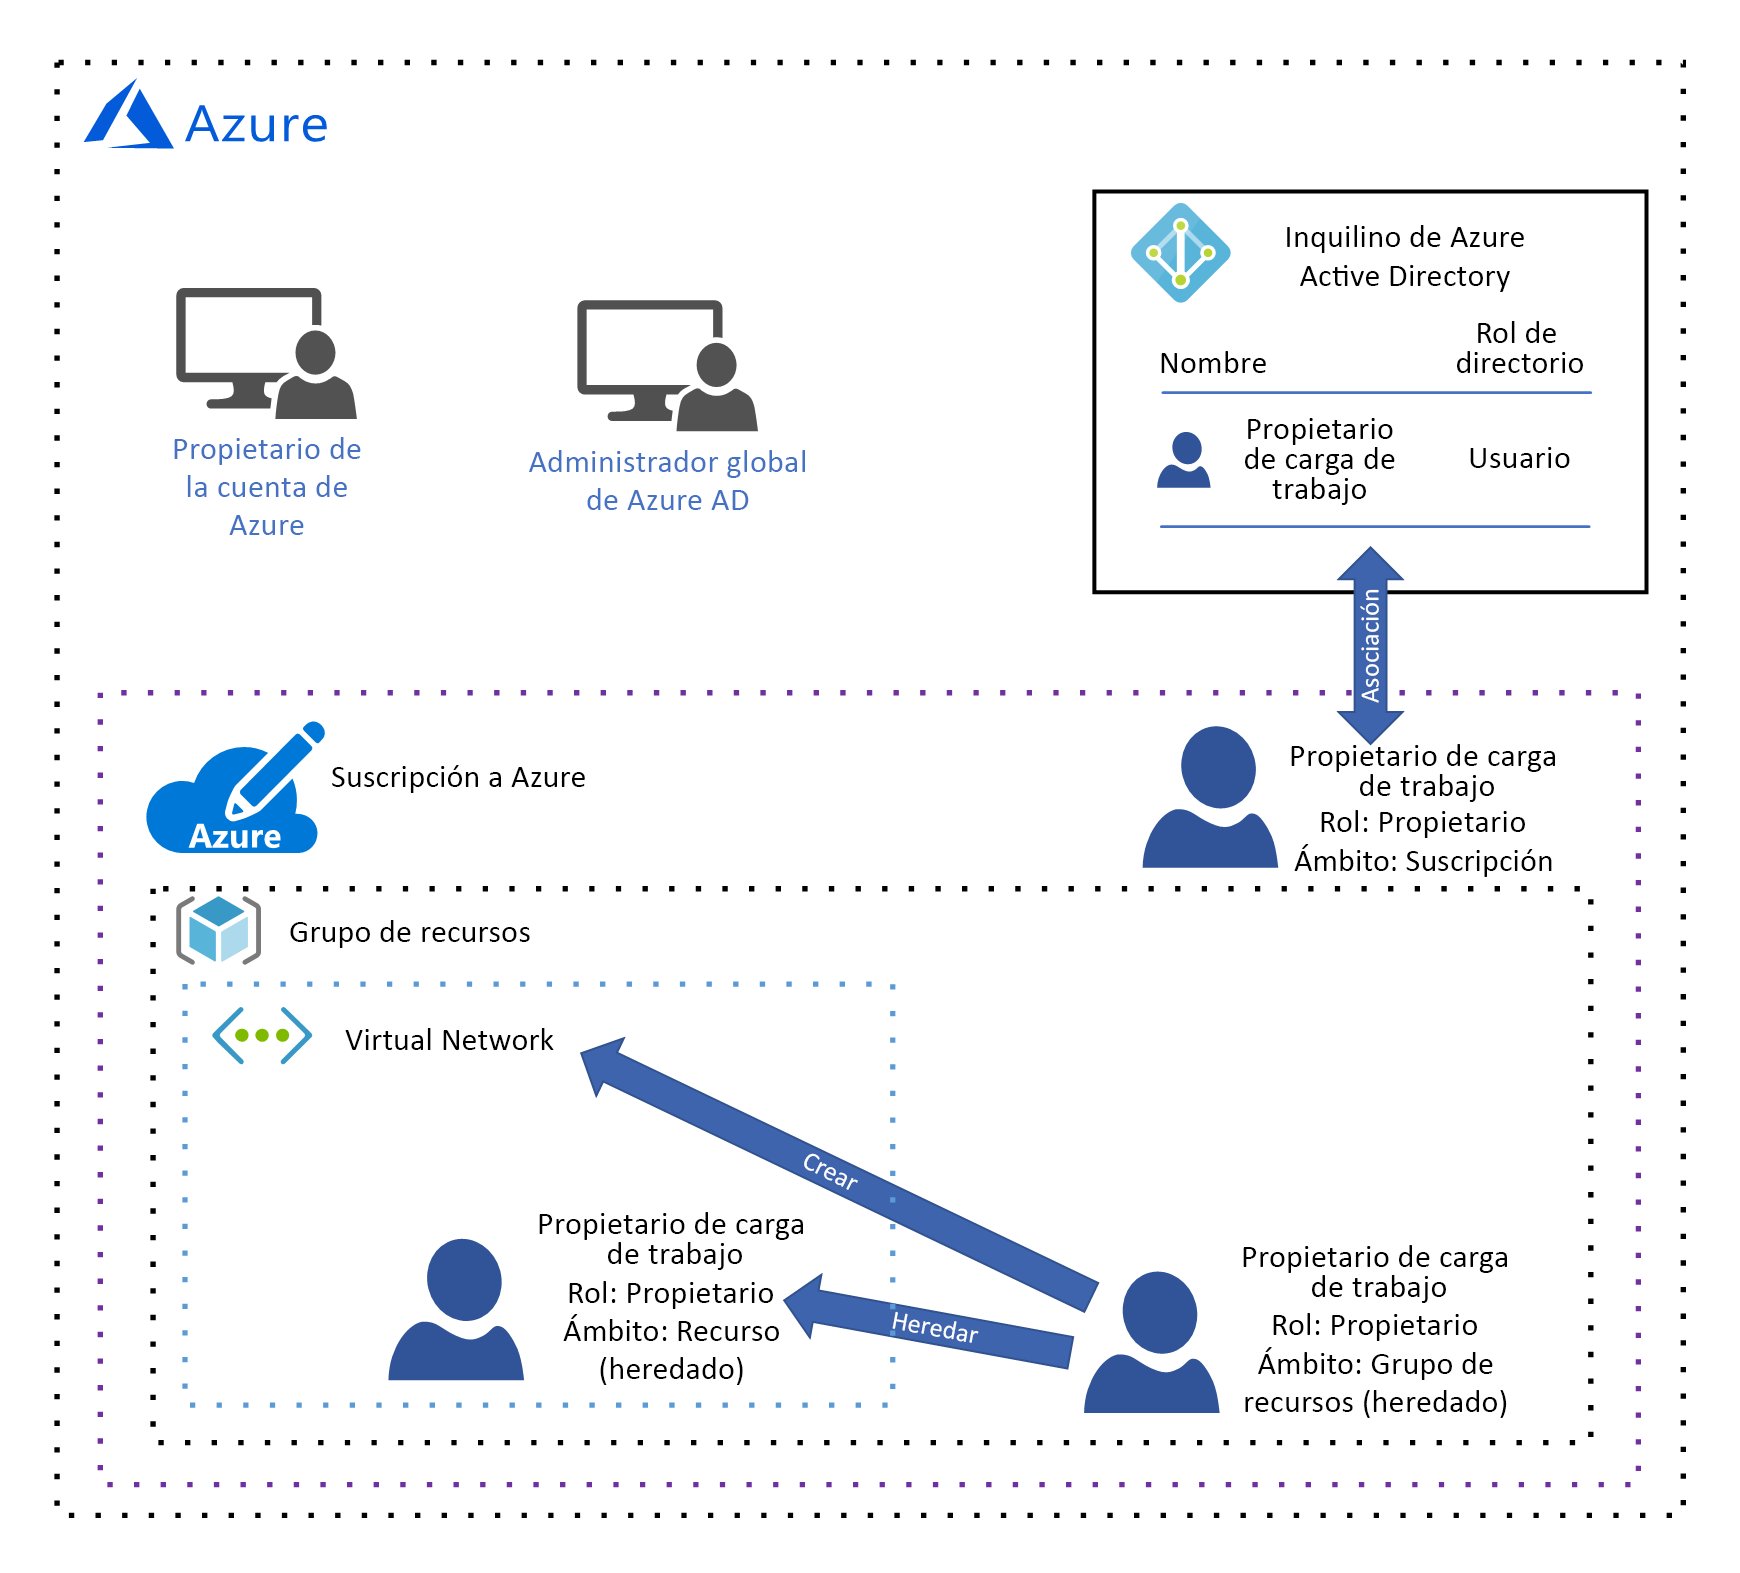 Azure
Inquilino de Azure
Active Directory
Nombre
Rol de
directorio
Propietario
de carga de
trabajo
Usuario
Propietario de
la cuenta de
Azure
Administrador global
de Azure AD
Asociación
Azure
Suscripción a Azure
Propietario de carga
de trabajo
Rol: Propietario
Ámbito: Suscripción
Grupo de recursos
Virtual Network
Crear
Propietario de carga
de trabajo
Rol: Propietario
Ámbito: Recurso
(heredado)
Heredar
Propietario de carga
de trabajo
Rol: Propietario
Ámbito: Grupo de
recursos (heredado)